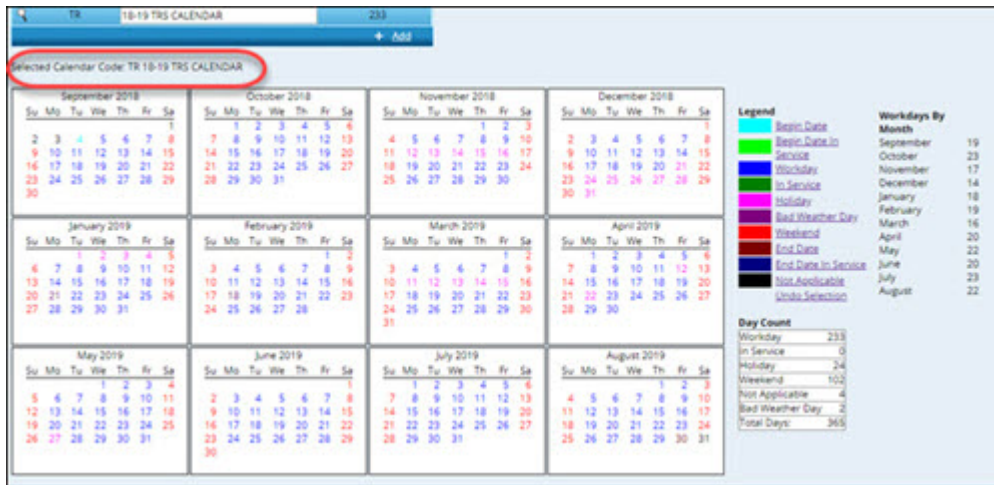 TR 18-19 TRS CALENDAR 233
+ Add
Selected Calendar Code: TR 18-19 TRS CALENDAR
September 2018 October 2018 November 2018 December 2018
Su Mo Tu We Th Fr Sa Su Mo Tu We Th Fr Sa Su Mo Tu We Th Fr Sa Su Mo Tu We Th Fr Sa
1 1 2 3 4 5 6 1 2 3 1
2 3 4 5 6 7 8 7 8 9 10 11 12 13 4 5 6 7 8 9 10 2 3 4 5 6 7 8
9 10 11 12 13 14 15 14 15 16 17 18 19 20 11 12 13 14 15 16 17 9 10 11 12 13 14 15
16 17 18 19 20 21 22 21 22 23 24 25 26 27 18 19 20 21 22 23 24 16 17 18 19 20 21 22
23 24 25 26 27 28 29 28 29 30 31 25 26 27 28 29 30 23 24 25 26 27 28 29
30 30 31
January 2019 February 2019 March 2019 April 2019
Su Mo Tu We Th Fr Sa Su Mo Tu We Th Fr Sa Su Mo Tu We Th Fr Sa Su Mo Tu We Th Fr Sa
1 2 3 4 5 1 2 1 2 1 2 3 4 5 6
6 7 8 9 10 11 12 3 4 5 6 7 8 9 3 4 5 6 7 8 9 7 8 9 10 11 12 13
13 14 15 16 17 18 19 10 11 12 13 14 15 16 10 11 12 13 14 15 16 14 15 16 17 18 19 20
20 21 22 23 24 25 26 17 18 19 20 21 22 23 17 18 19 20 21 22 23 21 22 23 24 25 26 27
27 28 29 30 31 24 25 26 27 28 24 25 26 27 28 29 30 28 29 30
31
May 2019 June 2019 July 2019 August 2019
Su Mo Tu We Th Fr Sa Su Mo Tu We Th Fr Sa Su Mo Tu We Th Fr Sa Su Mo Tu We Th Fr Sa
1 2 3 4 1 1 2 3 4 5 6 1 2 3
5 6 7 8 9 10 11 2 3 4 5 6 7 8 7 8 9 10 11 12 13 4 5 6 7 8 9 10
12 13 14 15 16 17 18 9 10 11 12 13 14 15 14 15 16 17 18 19 20 11 12 13 14 15 16 17
19 20 21 22 23 24 25 16 17 18 19 20 21 22 21 22 23 24 25 26 27 18 19 20 21 22 23 24
26 27 28 29 30 31 23 24 25 26 27 28 29 28 29 30 31 25 26 27 28 29 30 31
30
Legend
Begin Date
Begin Date In
Service
Workday
In Service
Holiday
Bad Weather Day
Weekend
End Date
End Date In Service
Not Applicable
Undo Selection
Workdays By
Month
September 19
October 23
November 17
December 14
January 18
February 19
March 16
April 20
May 22
June 20
July 23
August 22
Day Count
Workday 233
In Service 0
Holiday 24
Weekend 102
Not Applicable 4
Bad Weather Day 2
Total Days: 365